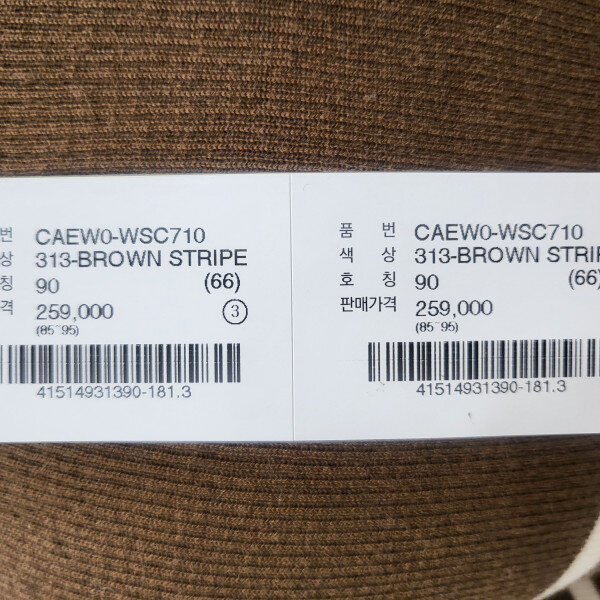 번 CAEW0-WSC710
상 313-BROWN STRIPE
칭 90 (66)
격 259,000 ③
(85~95)
41514931390-181.3
품 번 CAEW0-WSC710
색 상 313-BROWN STRIP
호 칭 90 (66)
판매가격 259,000
(85~95)
41514931390-181.3